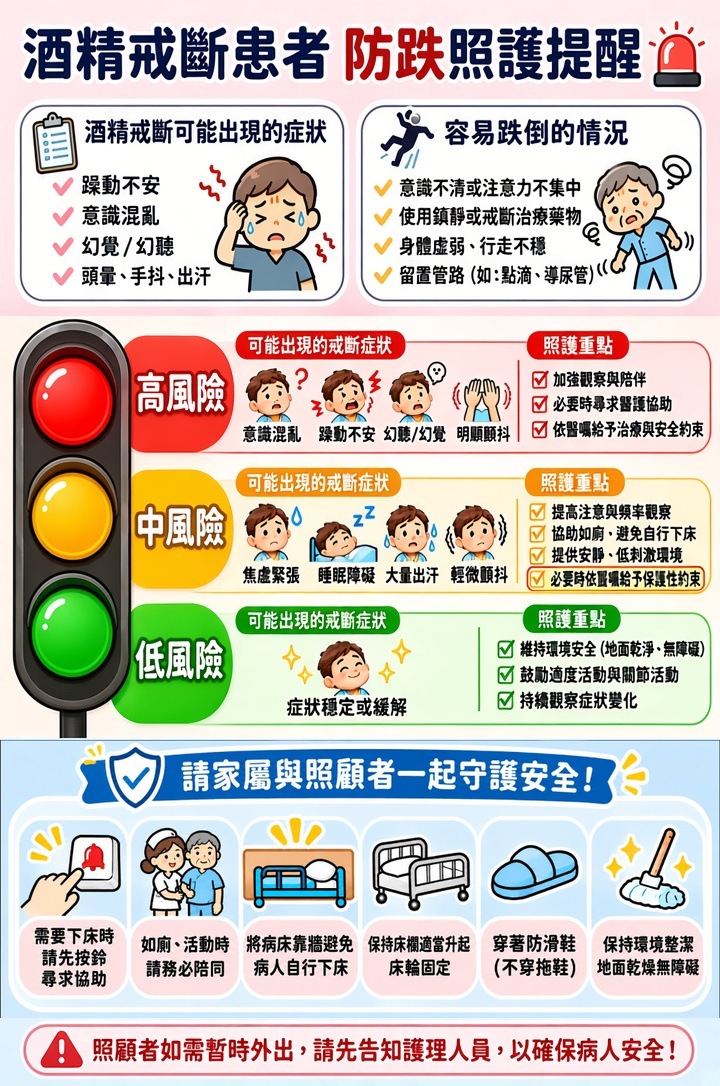 酒精戒斷患者 防跌照護提醒
酒精戒斷可能出現的症狀
躁動不安
意識混亂
幻覺/幻聽
頭暈、手抖、出汗
容易跌倒的情況
意識不清或注意力不集中
使用鎮靜或戒斷治療藥物
身體虛弱、行走不穩
留置管路(如:點滴、導尿管)
高風險
可能出現的戒斷症狀
?
意識混亂
躁動不安
幻聽/幻覺
明顯顫抖
照護重點
加強觀察與陪伴
必要時尋求醫護協助
依醫囑給予治療與安全約束
中風險
可能出現的戒斷症狀
zzZ
焦慮緊張
睡眠障礙
大量出汗
輕微顫抖
照護重點
提高注意與頻率觀察
協助如廁、避免自行下床
提供安靜、低刺激環境
必要時依醫囑給予保護性約束
低風險
可能出現的戒斷症狀
症狀穩定或緩解
照護重點
維持環境安全(地面乾淨、無障礙)
鼓勵適度活動與關節活動
持續觀察症狀變化
請家屬與照顧者一起守護安全!
需要下床時
請先按鈴
尋求協助
如廁、活動時
請務必陪同
將病床靠牆避免
病人自行下床
保持床欄適當升起
床輪固定
穿著防滑鞋
(不穿拖鞋)
保持環境整潔
地面乾燥無障礙
照顧者如需暫時外出,請先告知護理人員,以確保病人安全!